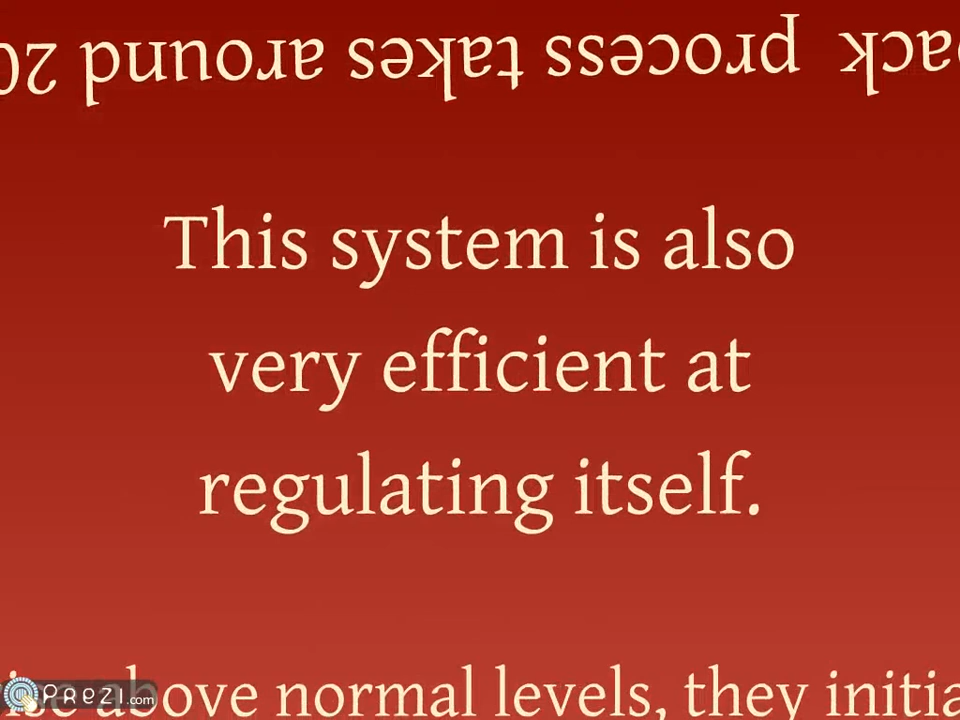 process takes around
This system is also
very efficient at
regulating itself.
above normal levels, they
Prezi.com